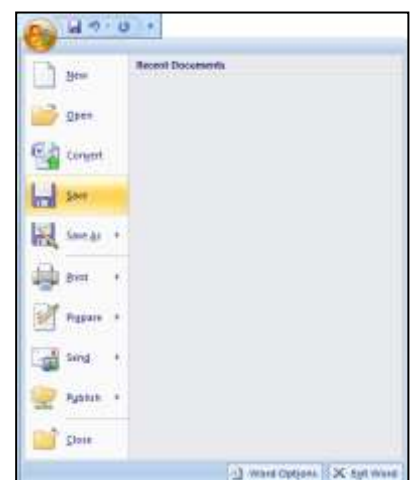 Recent Documents
New
Open
Convert
Save
Save As
Print
Prepare
Send
Publish
Close
Word Options
Exit Word